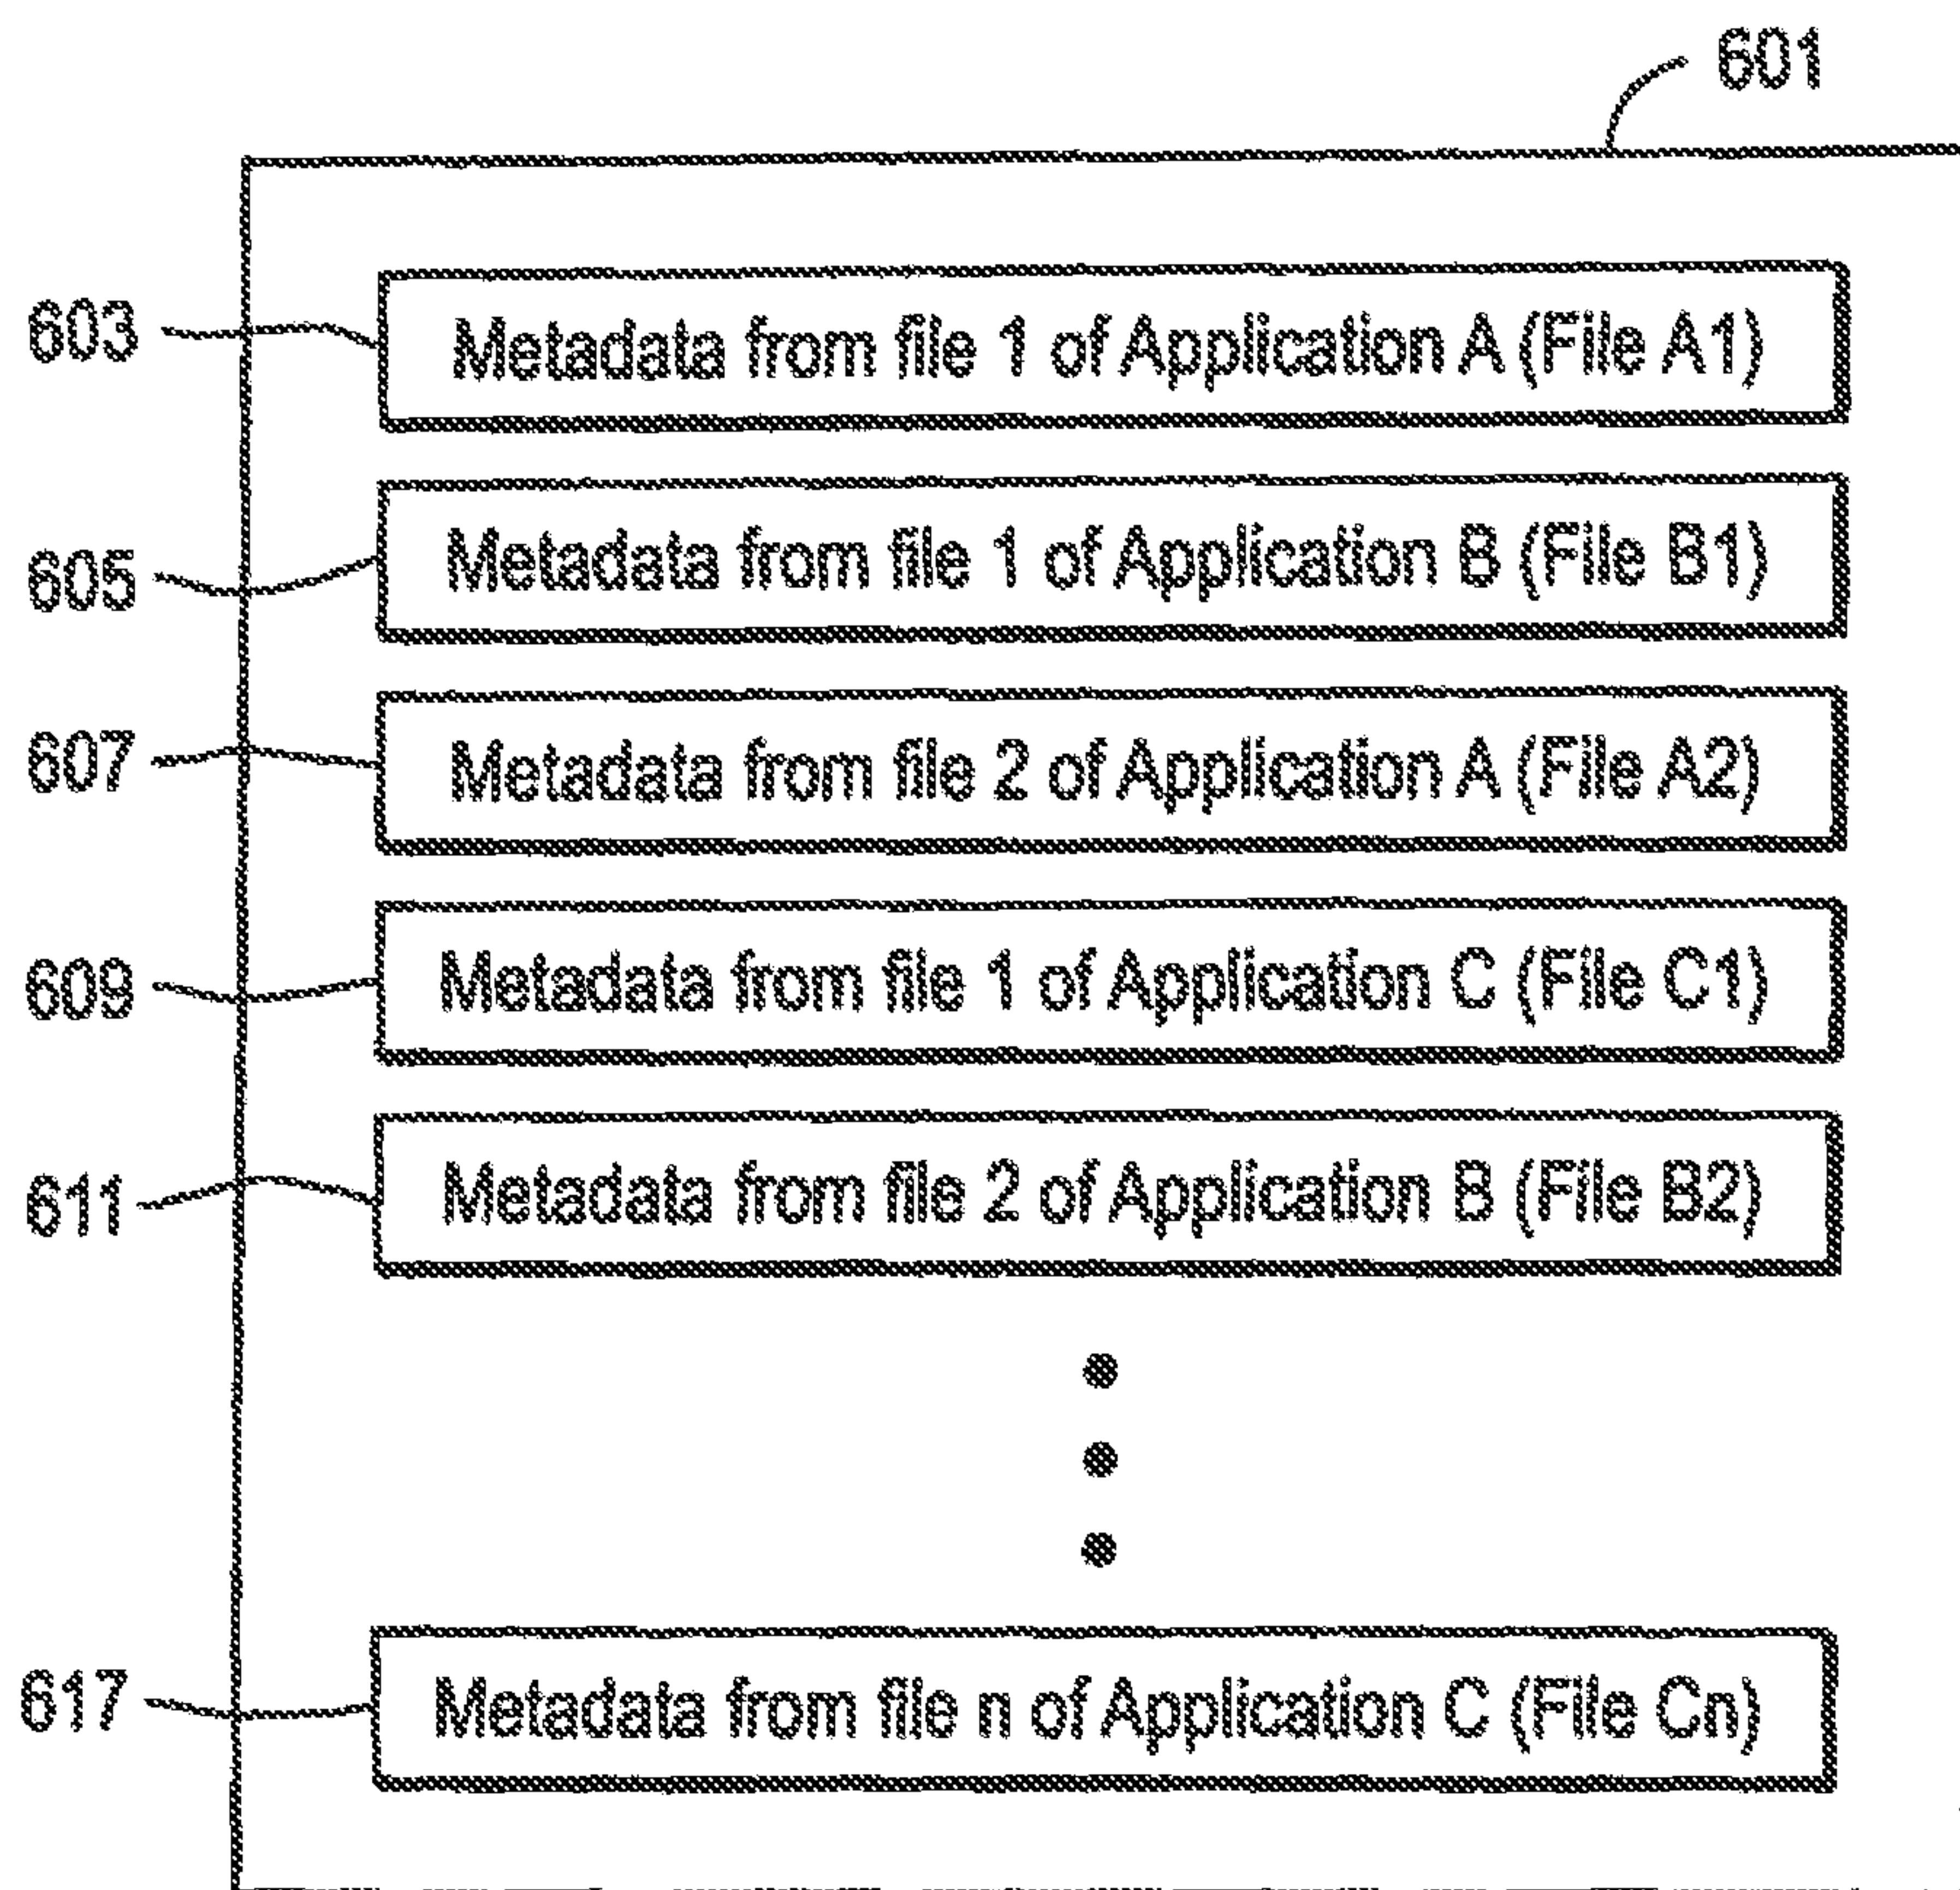 601
603 Metadata from file 1 of Application A (File A1)
605 Metadata from file 1 of Application B (File B1)
607 Metadata from file 2 of Application A (File A2)
609 Metadata from file 1 of Application C (File C1)
611 Metadata from file 2 of Application B (File B2)
617 Metadata from file n of Application C (File Cn)